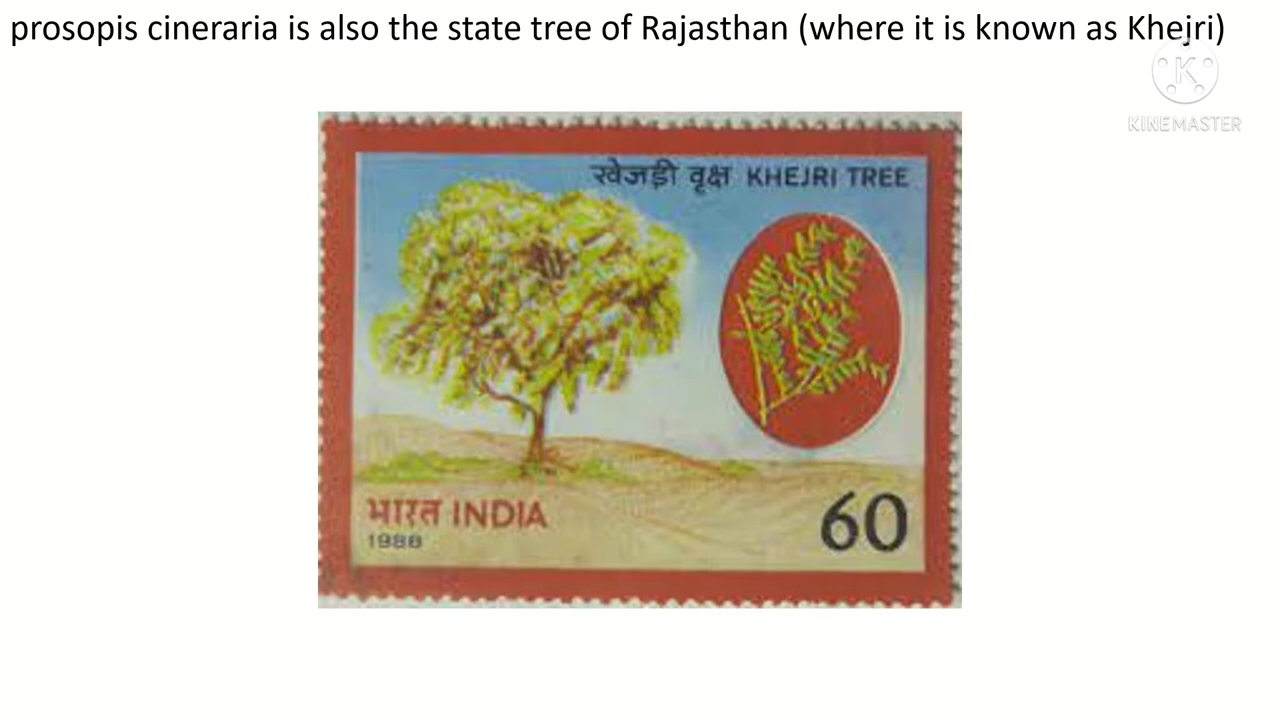 prosopis cineraria is also the state tree of Rajasthan (where it is known as Khejri)
K
KINEMASTER
खेजड़ी वृक्ष KHEJRI TREE
भारत INDIA
1988
60